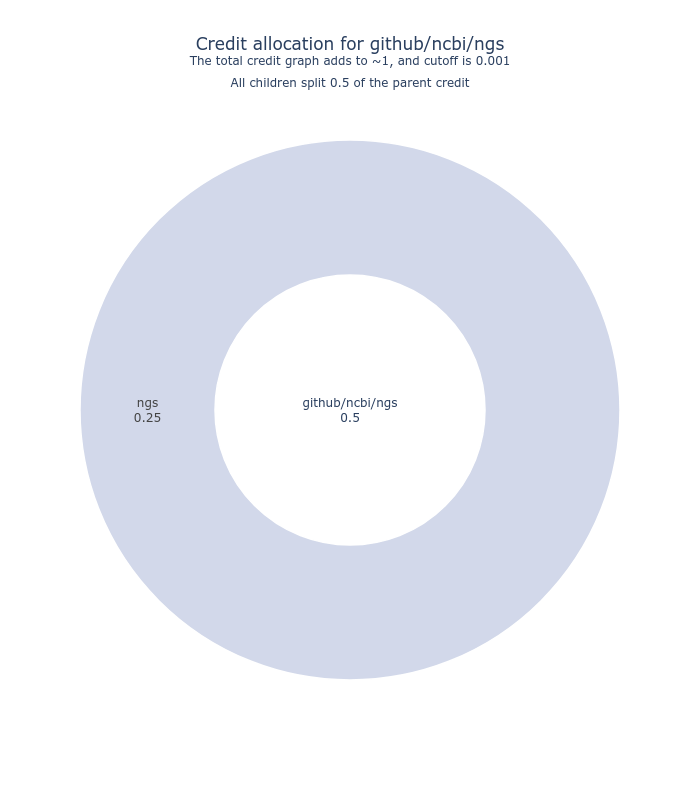 Credit allocation for github/ncbi/ngs
The total credit graph adds to ~1, and cutoff is 0.001
All children split 0.5 of the parent credit
ngs
0.25
github/ncbi/ngs
0.5